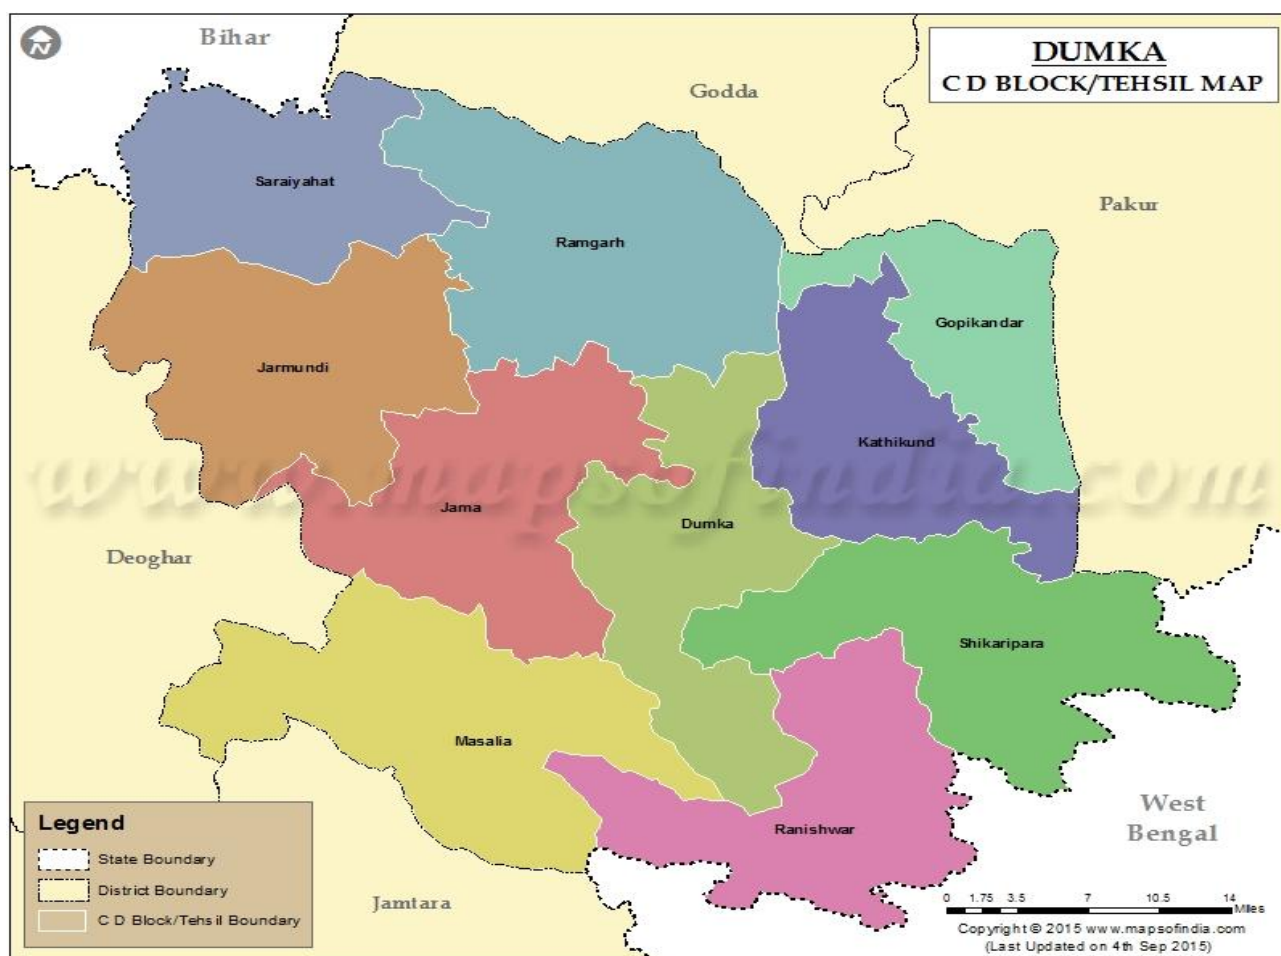 N
Bihar
DUMKA
C D BLOCK/TEHSIL MAP
Godda
Saraiyahat
Pakur
Ramgarh
Gopikandar
Jarmundi
Kathikund
www.mapsofindia.com
Jama
Dumka
Deoghar
Shikaripara
Masalia
West
Bengal
Ranishwar
Legend
State Boundary
District Boundary
C D Block/Tehsil Boundary
Jamtara
0 1.75 3.5 7 10.5 14
Miles
Copyright © 2015 www.mapsofindia.com
(Last Updated on 4th Sep 2015)